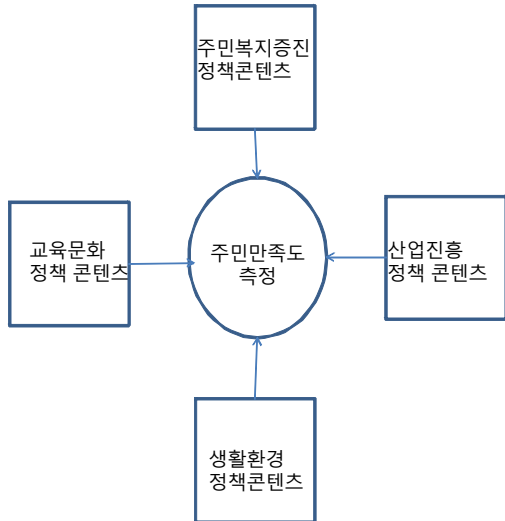 주민복지증진
정책콘텐츠
교육문화
정책 콘텐츠
주민만족도
측정
산업진흥
정책 콘텐츠
생활환경
정책콘텐츠